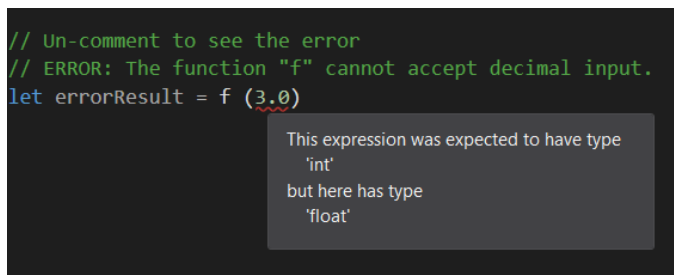 // Un-comment to see the error
// ERROR: The function "f" cannot accept decimal input.
let errorResult = f (3.0)
This expression was expected to have type
'int'
but here has type
'float'